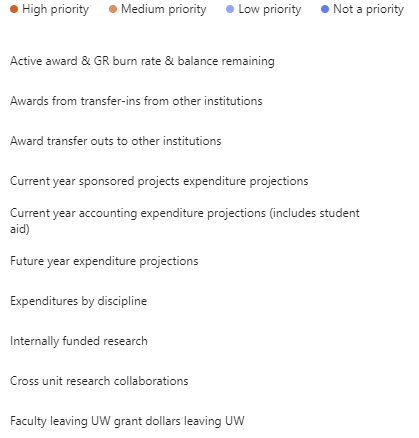 High priority Medium priority Low priority Not a priority
Active award & GR burn rate & balance remaining
Awards from transfer-ins from other institutions
Award transfer outs to other institutions
Current year sponsored projects expenditure projections
Current year accounting expenditure projections (includes student
aid)
Future year expenditure projections
Expenditures by discipline
Internally funded research
Cross unit research collaborations
Faculty leaving UW grant dollars leaving UW